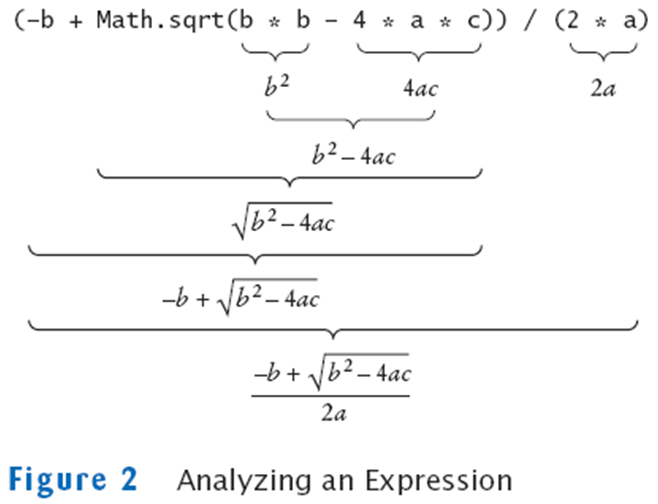 (-b + Math.sqrt(b * b - 4 * a * c)) / (2 * a)
b² 4ac 2a
b² – 4ac
√(b² – 4ac)
–b + √(b² – 4ac)
–b + √(b² – 4ac)
2a
Figure 2 Analyzing an Expression